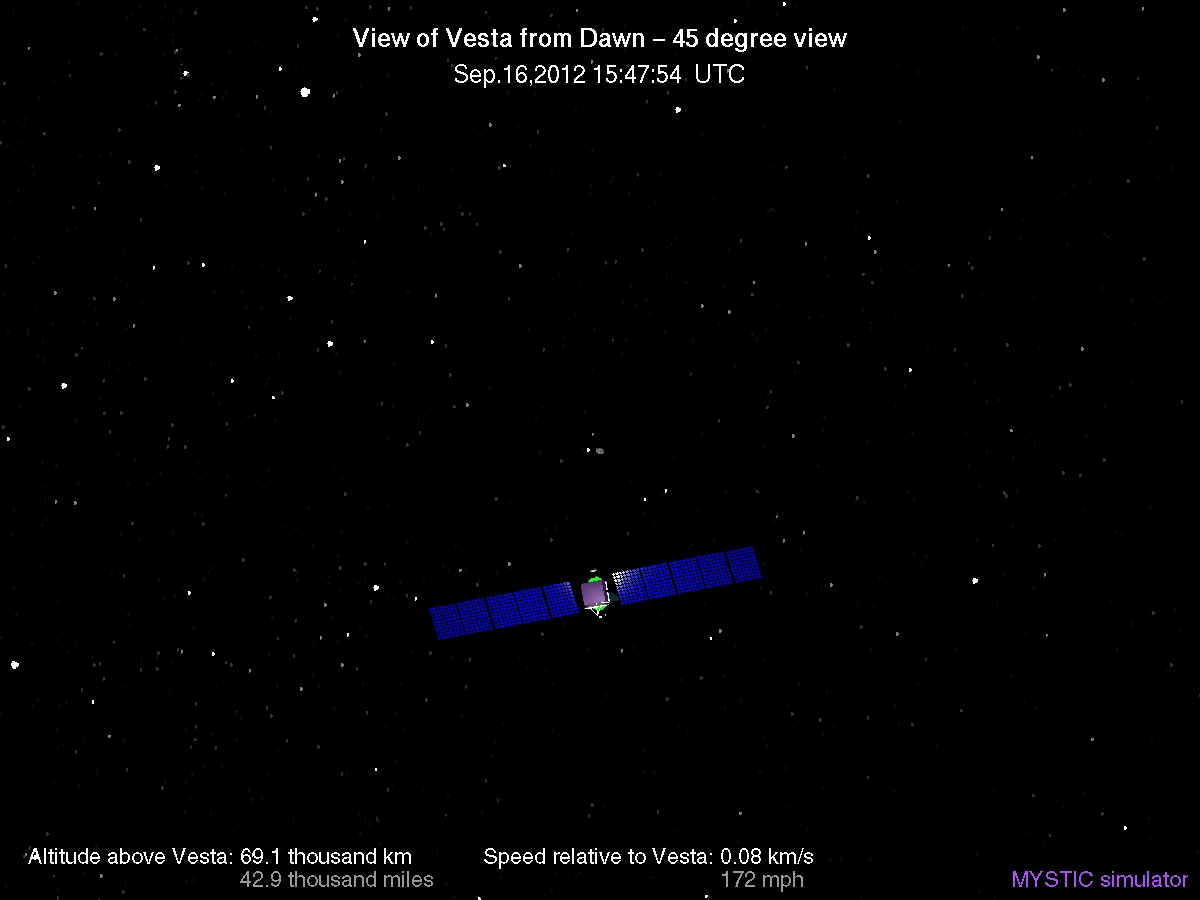 View of Vesta from Dawn – 45 degree view
Sep.16,2012 15:47:54 UTC
Altitude above Vesta: 69.1 thousand km
42.9 thousand miles
Speed relative to Vesta: 0.08 km/s
172 mph
MYSTIC simulator